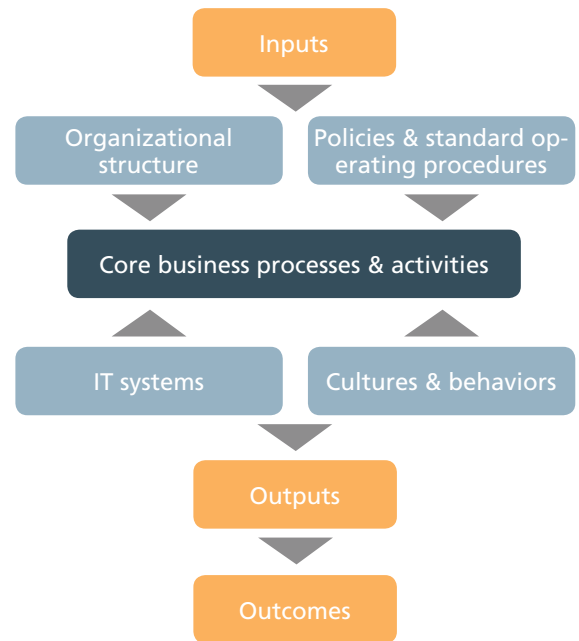 Inputs
Organizational
structure
Policies & standard op-
erating procedures
Core business processes & activities
IT systems
Cultures & behaviors
Outputs
Outcomes